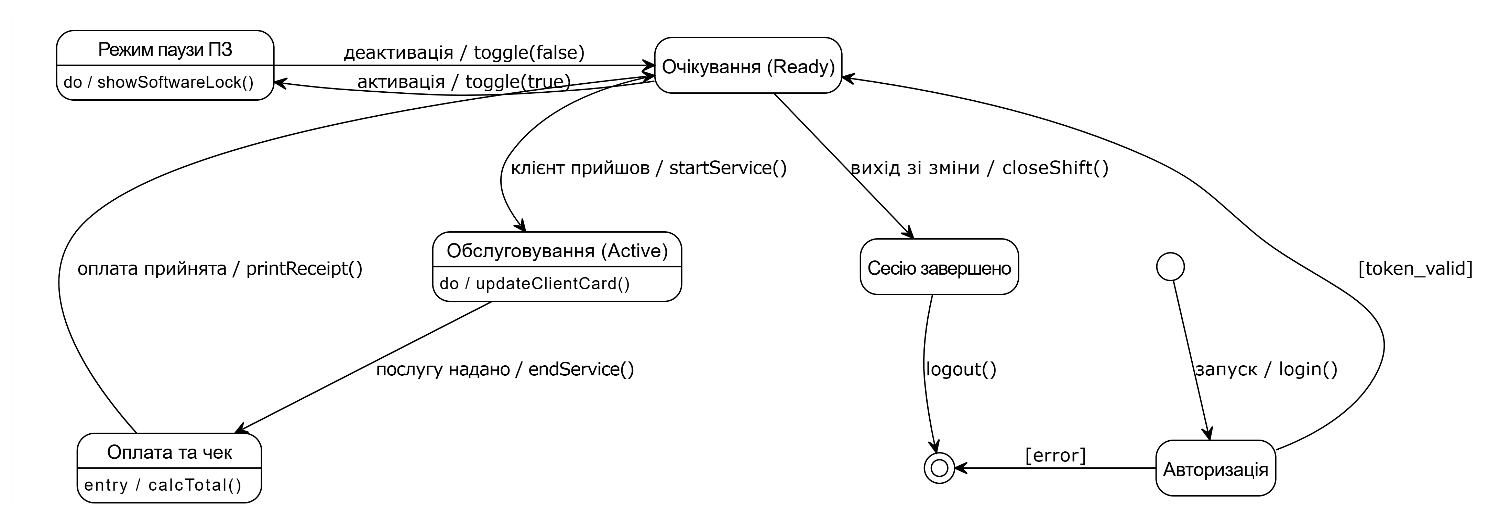 Режим паузи ПЗ
do / showSoftwareLock()
деактивація / toggle(false)
активація / toggle(true)
Очікування (Ready)
клієнт прийшов / startService()
вихід зі зміни / closeShift()
Обслуговування (Active)
do / updateClientCard()
Сесію завершено
оплата прийнята / printReceipt()
[token_valid]
послугу надано / endService()
logout()
запуск / login()
Оплата та чек
entry / calcTotal()
[error]
Авторизація